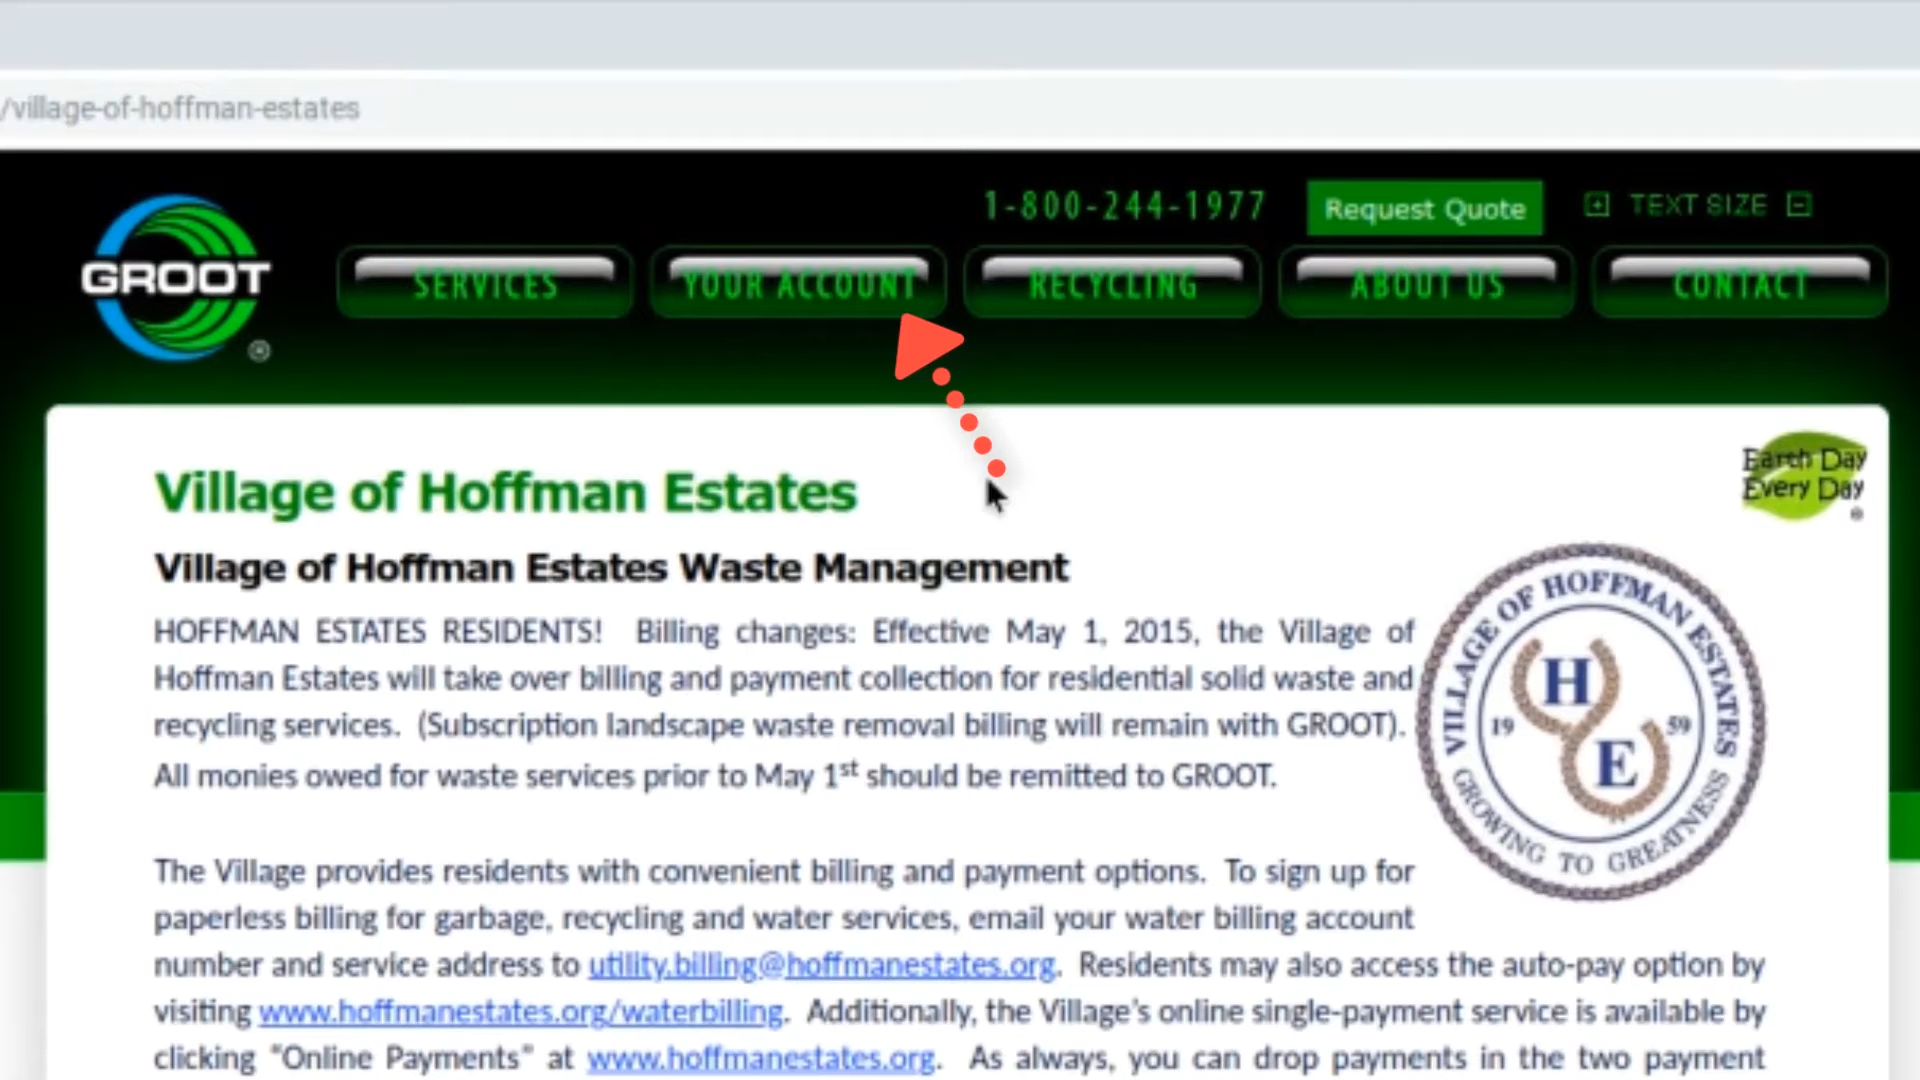 /village-of-hoffman-estates
1-800-244-1977
Request Quote
TEXT SIZE
GROOT
®
SERVICES
YOUR ACCOUNT
RECYCLING
ABOUT US
CONTACT
Earth Day
Every Day
®
Village of Hoffman Estates
Village of Hoffman Estates Waste Management
HOFFMAN ESTATES RESIDENTS! Billing changes: Effective May 1, 2015, the Village of
Hoffman Estates will take over billing and payment collection for residential solid waste and
recycling services. (Subscription landscape waste removal billing will remain with GROOT).
All monies owed for waste services prior to May 1st should be remitted to GROOT.
VILLAGE OF HOFFMAN ESTATES
H
19 59
E
GROWING TO GREATNESS
The Village provides residents with convenient billing and payment options. To sign up for
paperless billing for garbage, recycling and water services, email your water billing account
number and service address to utility.billing@hoffmanestates.org. Residents may also access the auto-pay option by
visiting www.hoffmanestates.org/waterbilling. Additionally, the Village's online single-payment service is available by
clicking "Online Payments" at www.hoffmanestates.org. As always, you can drop payments in the two payment